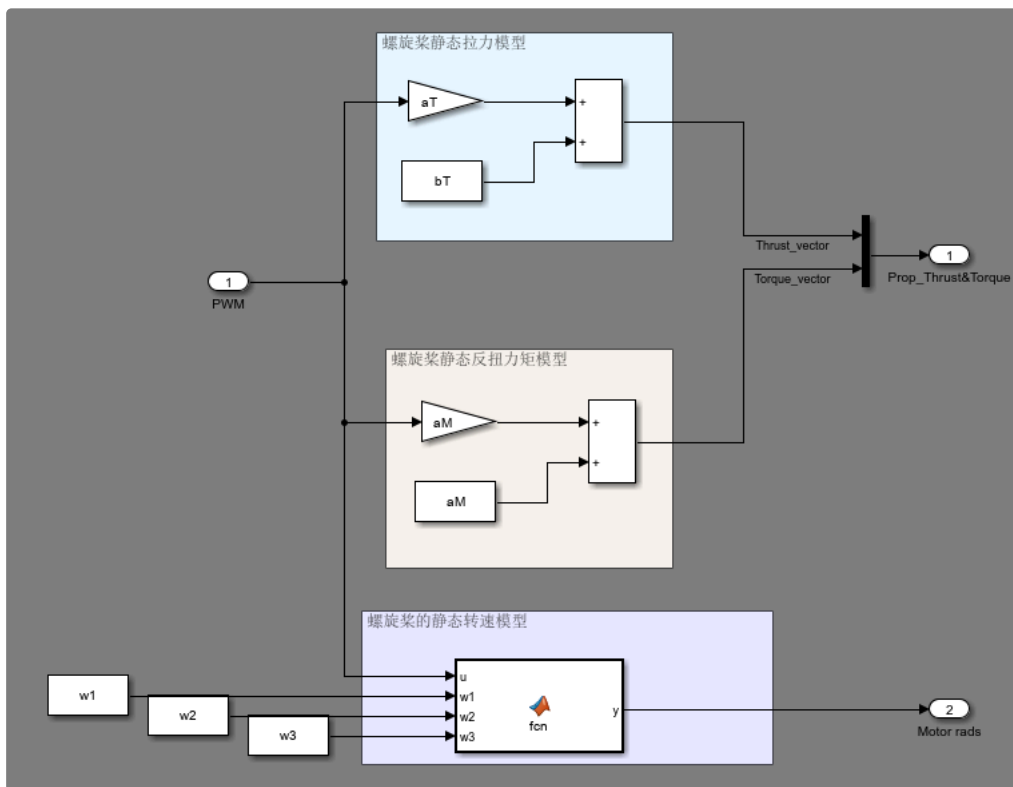 螺旋桨静态拉力模型
aT
+
+
bT
Thrust_vector
1
Prop_Thrust&Torque
Torque_vector
1
PWM
螺旋桨静态反扭力矩模型
aM
+
+
aM
螺旋桨的静态转速模型
u
w1
w2
w3
fcn
y
w1
w2
w3
2
Motor rads